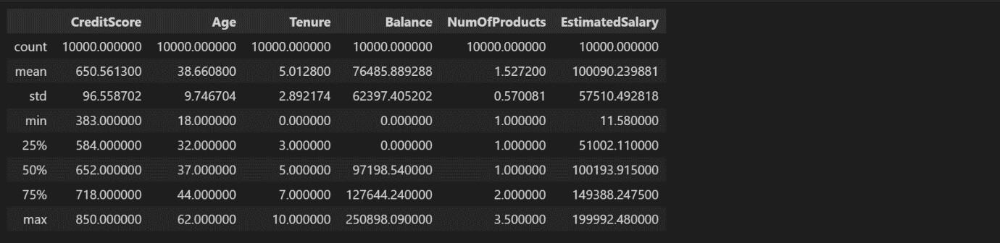 CreditScore Age Tenure Balance NumOfProducts EstimatedSalary
count 10000.000000 10000.000000 10000.000000 10000.000000 10000.000000 10000.000000
mean 650.561300 38.660800 5.012800 76485.889288 1.527200 100090.239881
std 96.558702 9.746704 2.892174 62397.405202 0.570081 57510.492818
min 383.000000 18.000000 0.000000 0.000000 1.000000 11.580000
25% 584.000000 32.000000 3.000000 0.000000 1.000000 51002.110000
50% 652.000000 37.000000 5.000000 97198.540000 1.000000 100193.915000
75% 718.000000 44.000000 7.000000 127644.240000 2.000000 149388.247500
max 850.000000 62.000000 10.000000 250898.090000 3.500000 199992.480000